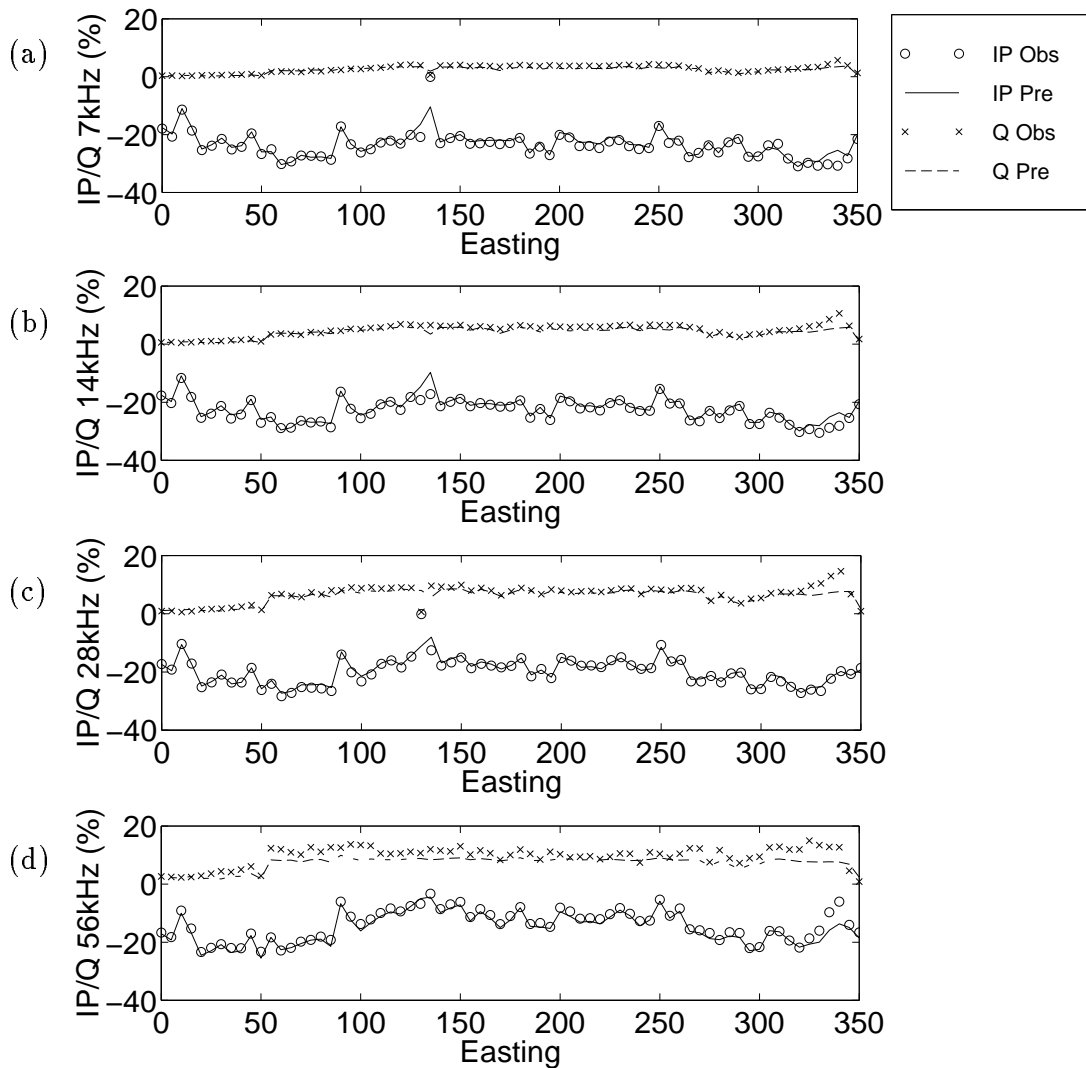 (a)
IP/Q 7kHz (%)
20
0
−20
−40
0 50 100 150 200 250 300 350
Easting
IP Obs
IP Pre
Q Obs
Q Pre
(b)
IP/Q 14kHz (%)
20
0
−20
−40
0 50 100 150 200 250 300 350
Easting
(c)
IP/Q 28kHz (%)
20
0
−20
−40
0 50 100 150 200 250 300 350
Easting
(d)
IP/Q 56kHz (%)
20
0
−20
−40
0 50 100 150 200 250 300 350
Easting